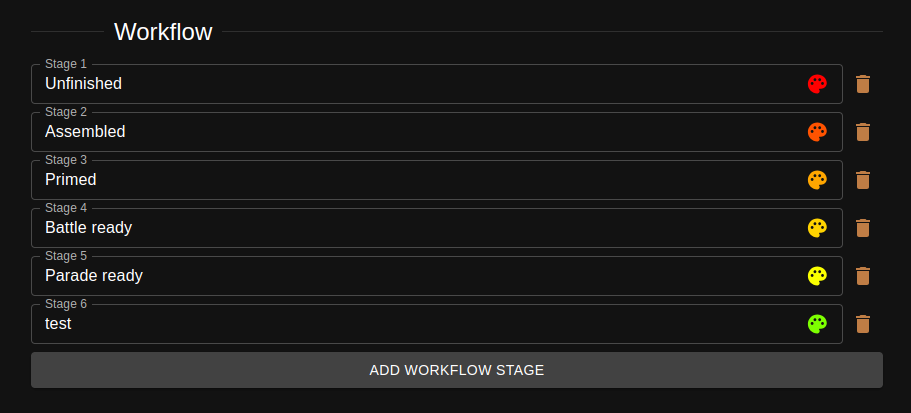 Workflow
Stage 1
Unfinished
Stage 2
Assembled
Stage 3
Primed
Stage 4
Battle ready
Stage 5
Parade ready
Stage 6
test
ADD WORKFLOW STAGE